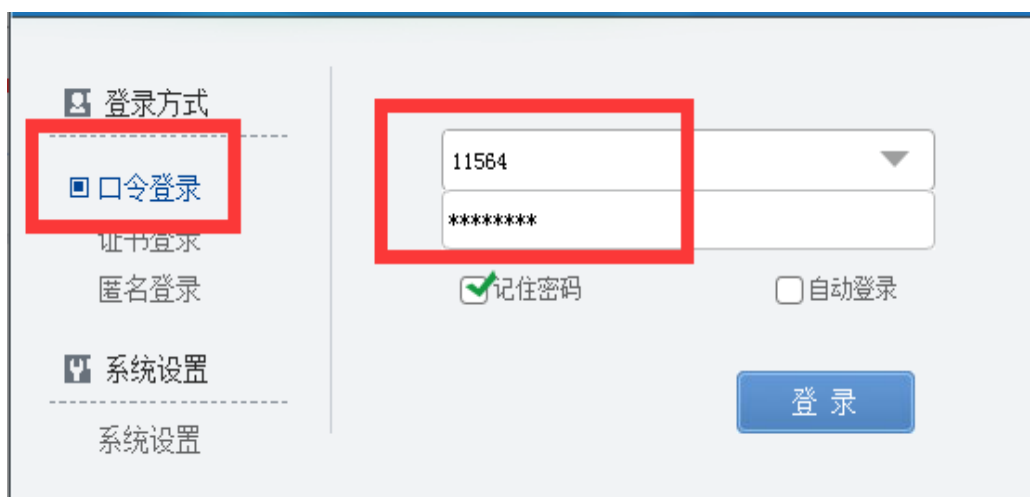 登录方式
口令登录
证书登录
匿名登录
系统设置
系统设置
11564
********
记住密码
自动登录
登 录